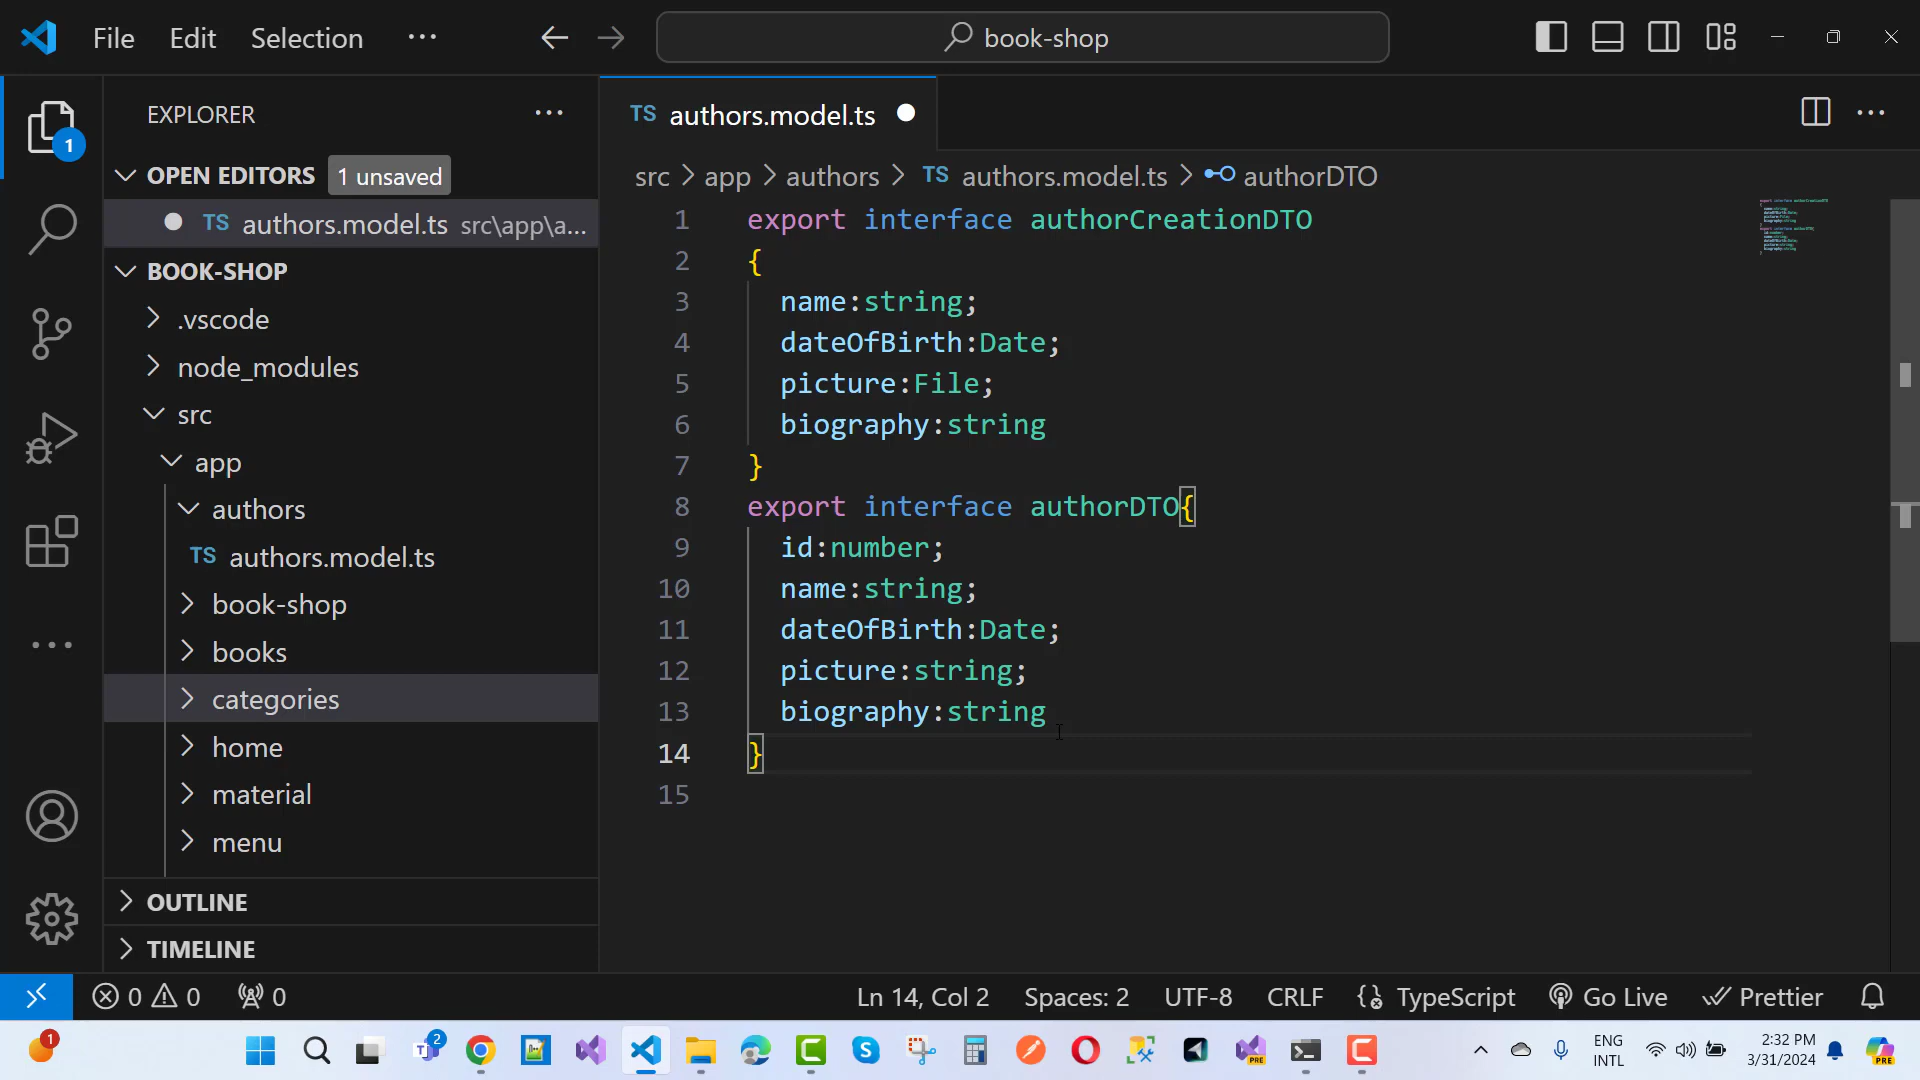 File Edit Selection ··· book-shop
EXPLORER ···
OPEN EDITORS 1 unsaved
TS authors.model.ts src\app\a...
BOOK-SHOP
.vscode
node_modules
src
app
authors
TS authors.model.ts
book-shop
books
categories
home
material
menu
OUTLINE
TIMELINE
1
TS authors.model.ts
src > app > authors > TS authors.model.ts > authorDTO
1 export interface authorCreationDTO
2 {
3 name:string;
4 dateOfBirth:Date;
5 picture:File;
6 biography:string
7 }
8 export interface authorDTO{
9 id:number;
10 name:string;
11 dateOfBirth:Date;
12 picture:string;
13 biography:string
14 }
15
0 0 0 Ln 14, Col 2 Spaces: 2 UTF-8 CRLF TypeScript Go Live Prettier
1 2 ENG 2:32 PM
INTL 3/31/2024